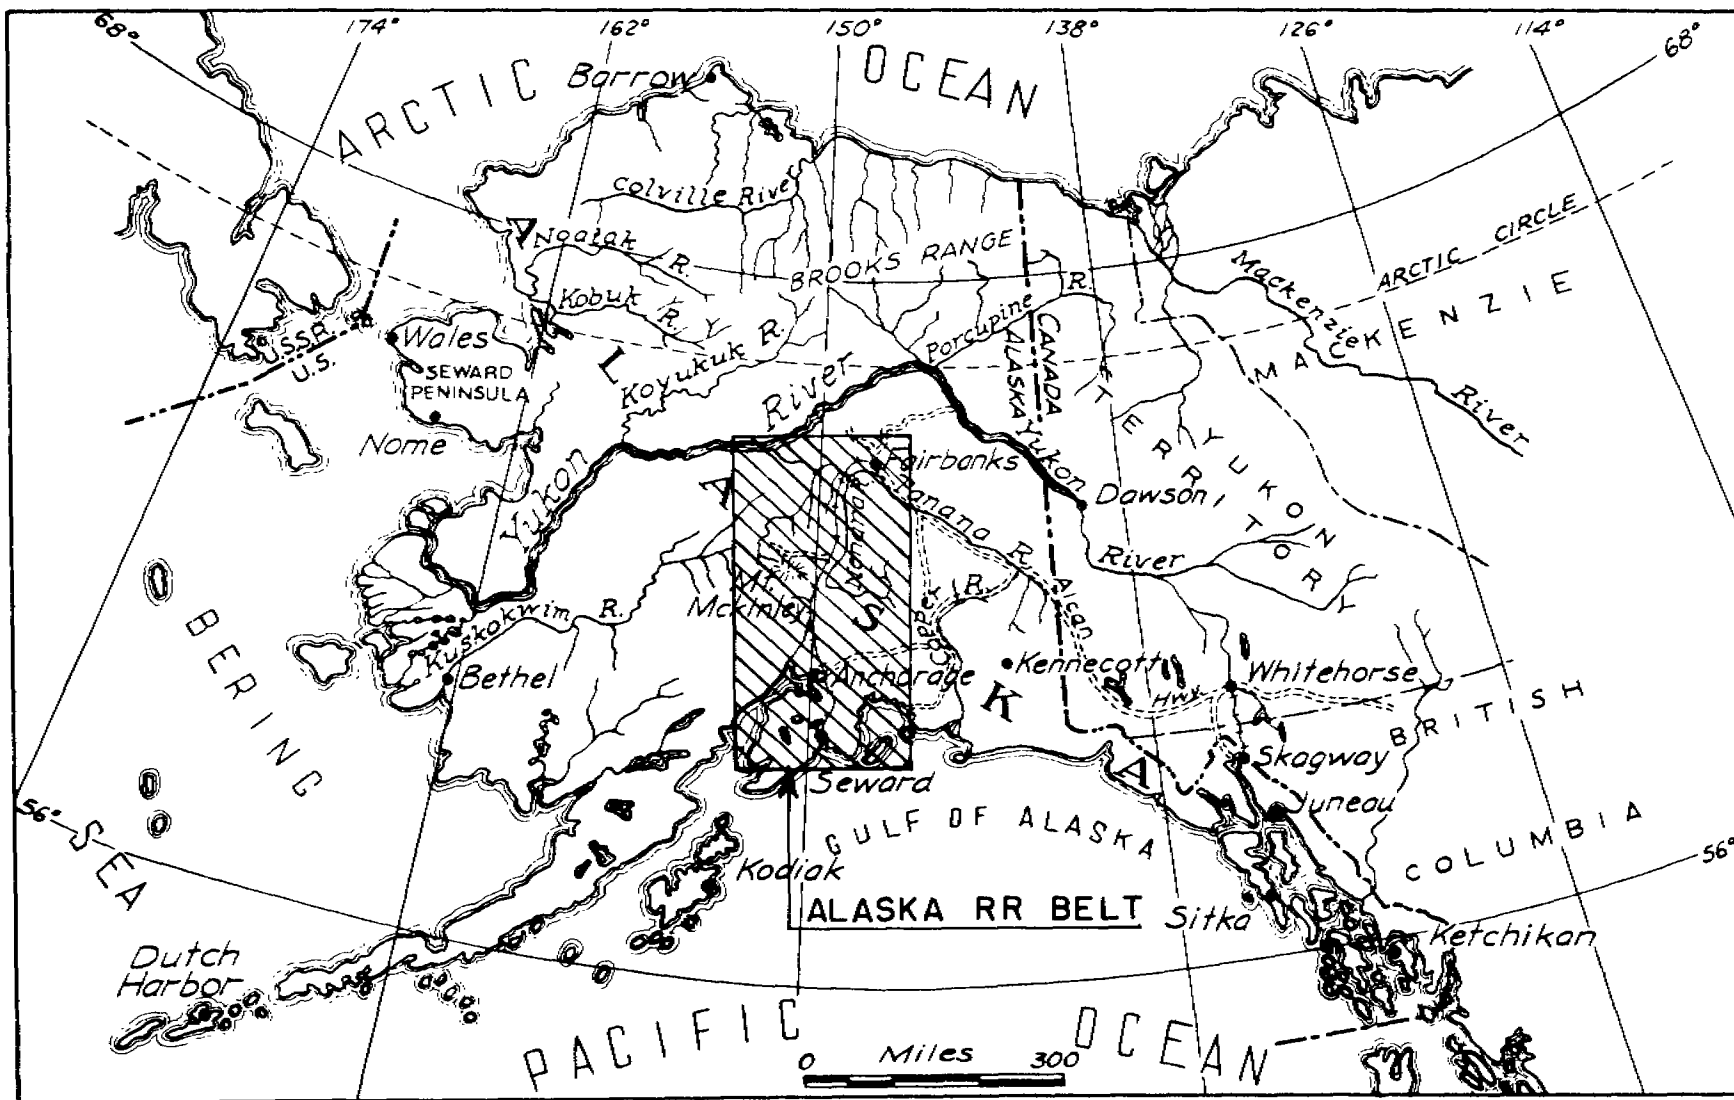 68°
174°
162°
150°
138°
126°
114°
68°
ARCTIC OCEAN
Barrow
Colville River
Noatak R.
BROOKS RANGE
Kobuk R.
Koyukuk R.
Porcupine R.
CANADA
ALASKA
ARCTIC CIRCLE
Mackenzie River
MACKENZIE
S.S.R.
U.S.
Wales
SEWARD
PENINSULA
Nome
Yukon River
Yukon River
YUKON
TERRITORY
Fairbanks
Tanana R.
Dawson
Mt.
McKinley
Susitna R.
Copper R.
Alcan Hwy
Kuskokwim R.
Bethel
Anchorage
Kennecott
Whitehorse
ALASKA
BRITISH
COLUMBIA
Skagway
Juneau
Seward
GULF OF ALASKA
BERING SEA
56°
56°
Kodiak
ALASKA RR BELT
Sitka
Ketchikan
Dutch
Harbor
PACIFIC OCEAN
0 Miles 300